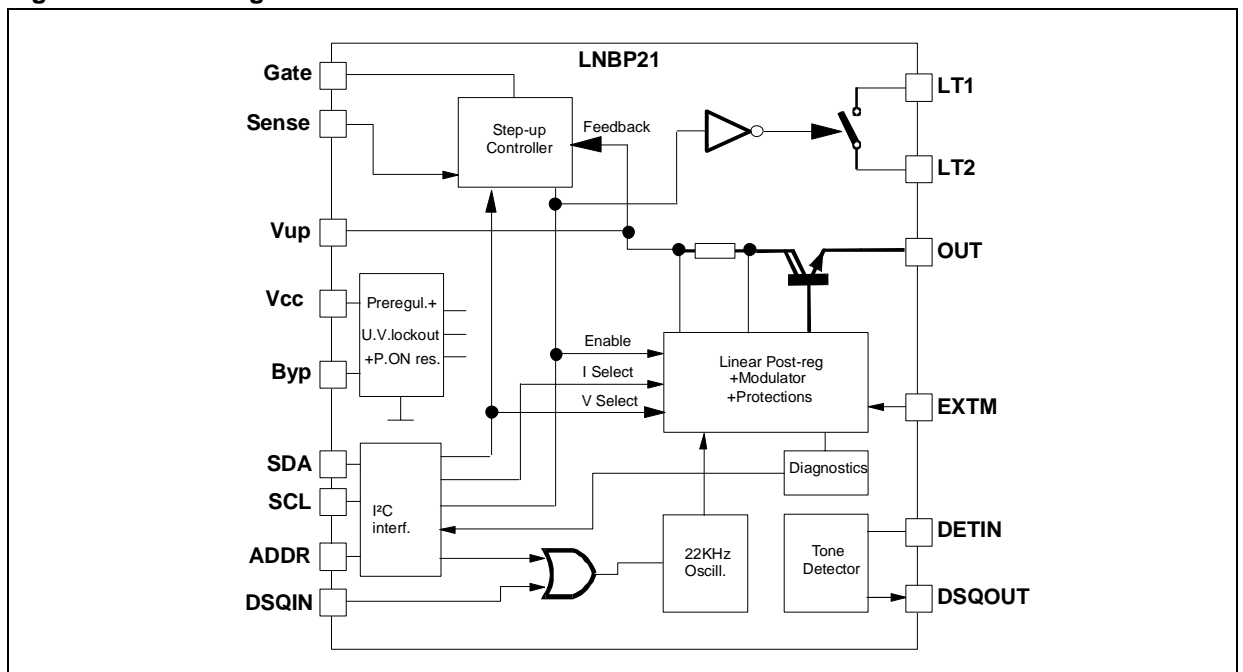 LNBP21
Gate
Sense
Vup
Vcc
Byp
SDA
SCL
ADDR
DSQIN
Step-up
Controller
Feedback
Preregul.+
U.V.lockout
+P.ON res.
Enable
I Select
V Select
Linear Post-reg
+Modulator
+Protections
Diagnostics
I²C
interf.
22KHz
Oscill.
Tone
Detector
LT1
LT2
OUT
EXTM
DETIN
DSQOUT